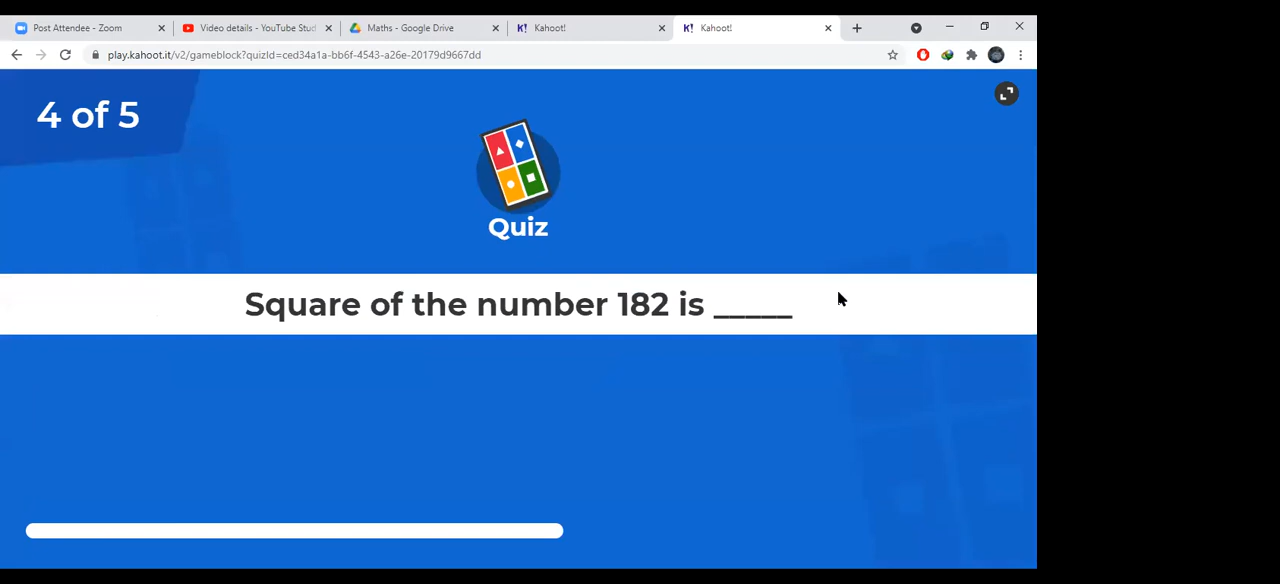 Post Attendee - Zoom
Video details - YouTube Stud
Maths - Google Drive
K! Kahoot!
K! Kahoot!
play.kahoot.it/v2/gameblock?quizId=ced34a1a-bb6f-4543-a26e-20179d9667dd
4 of 5
Quiz
Square of the number 182 is _____